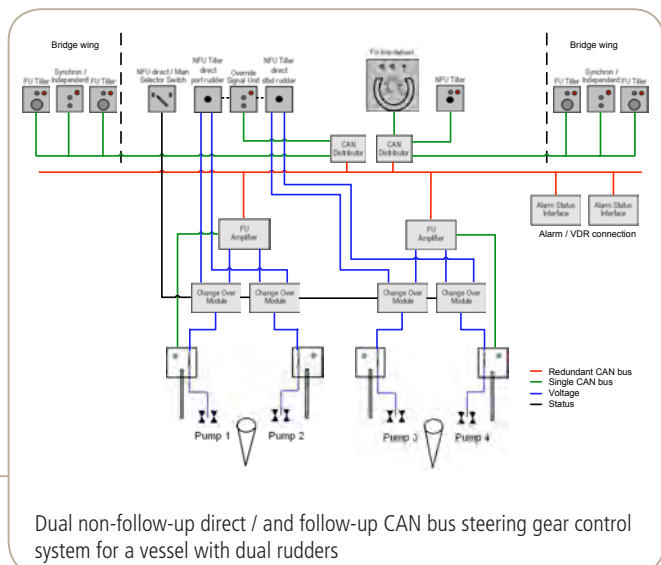 Bridge wing
Bridge wing
FU Tiller
Synchron /
Independent
FU Tiller
NFU direct / Main
Selector Switch
NFU Tiller
direct
port rudder
Override
Signal Unit
NFU Tiller
direct
stbd rudder
FU
NFU Tiller
FU Tiller
Synchron /
Independent
FU Tiller
CAN
Distributor
CAN
Distributor
Alarm Status
Interface
Alarm Status
Interface
Alarm / VDR connection
FU
Amplifier
FU
Amplifier
Change Over
Module
Change Over
Module
Change Over
Module
Change Over
Module
Redundant CAN bus
Single CAN bus
Voltage
Status
Pump 1
Pump 2
Pump 3
Pump 4
Dual non-follow-up direct / and follow-up CAN bus steering gear control
system for a vessel with dual rudders